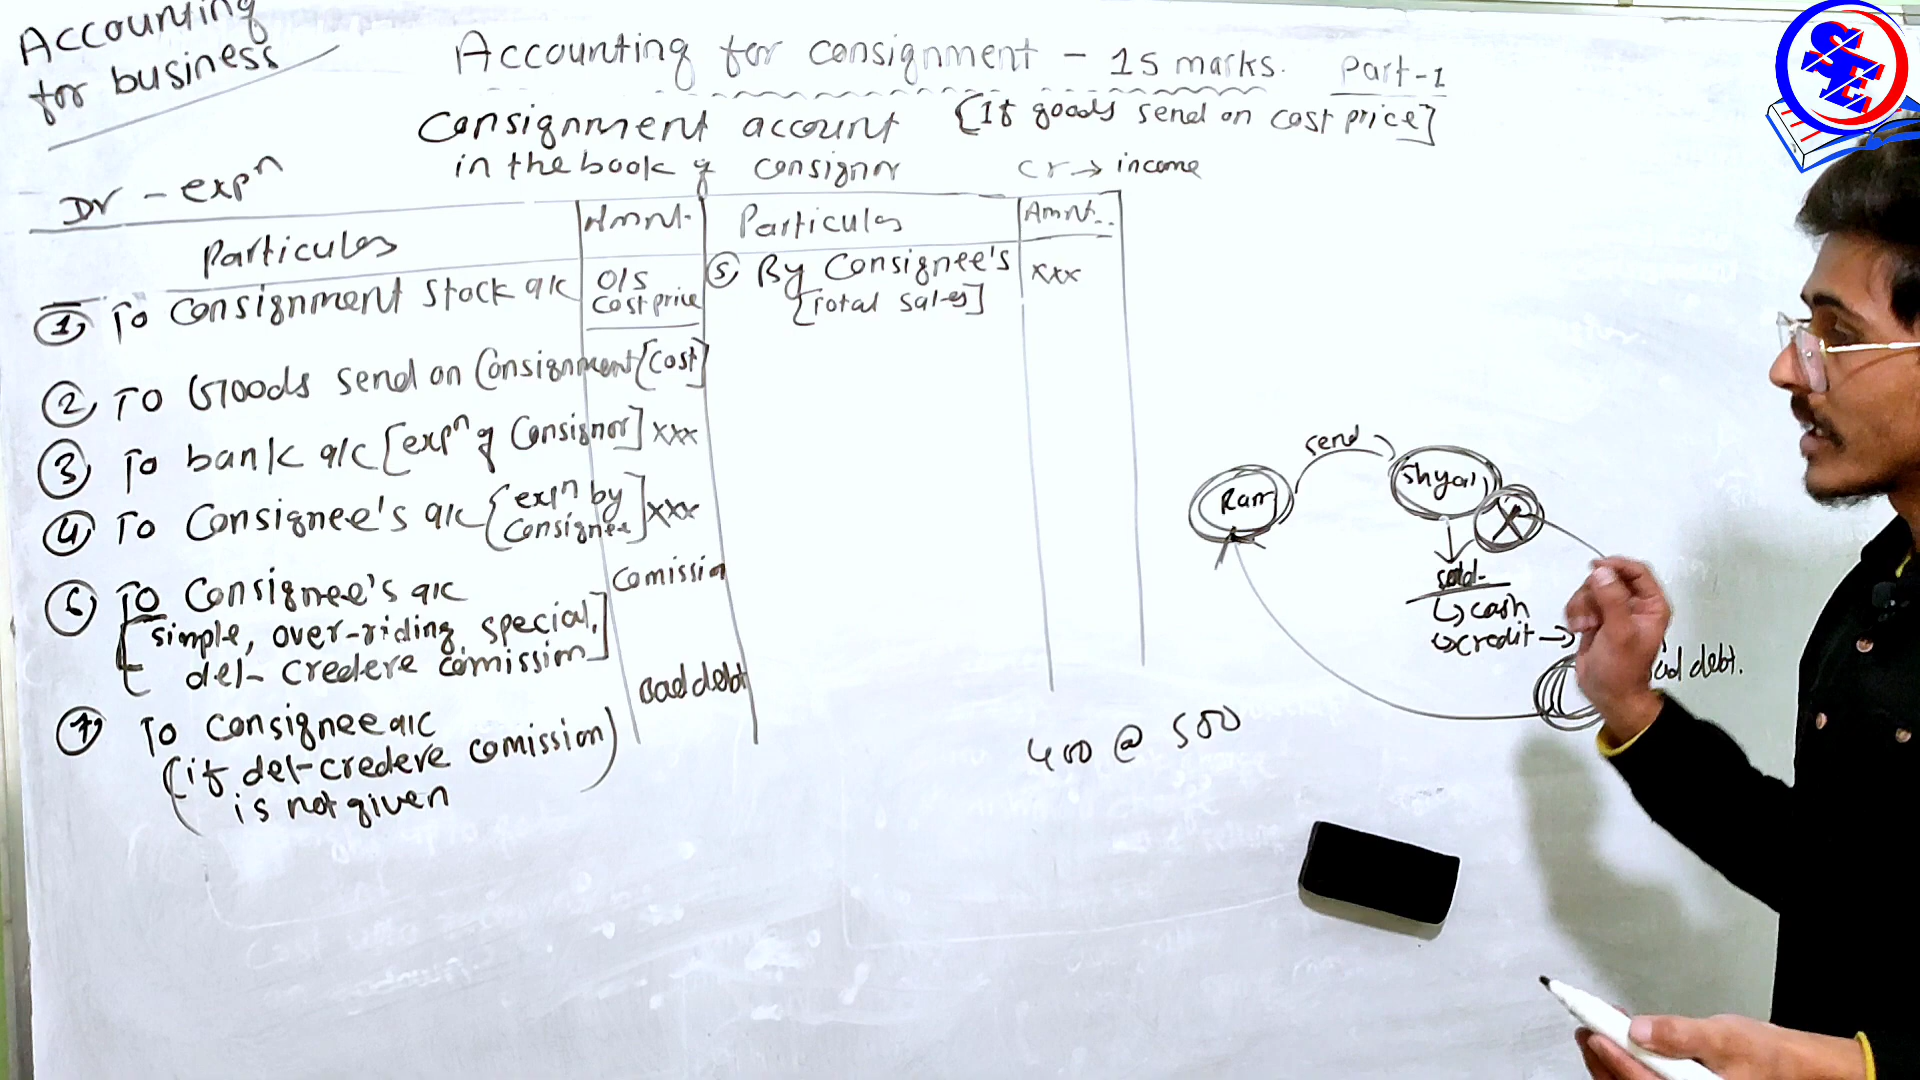 Accounting
for business
Accounting for consignment - 15 marks. Part-1
Consignment account [If goods send on cost price]
in the book of consignor
Cr → income
Dr - expn
Particulas
Amnt.
Particulas
Amnt..
1 To Consignment stock a/c
O/S
cost price
5 By Consignee's
[Total sales]
xxx
2 To Goods send on Consignment [Cost]
3 To bank a/c [expn of Consignor] xxx
4 To Consignee's a/c [expn by Consignee] xxx
6 To Consignee's a/c
[simple, over-riding, special,
del-credere comission]
comission
7 To Consignee a/c
(if del-credere comission
is not given)
bad debt
400 @ 500
Ram
send
Shyam
X
sold-
cash
credit →
debt.
SE